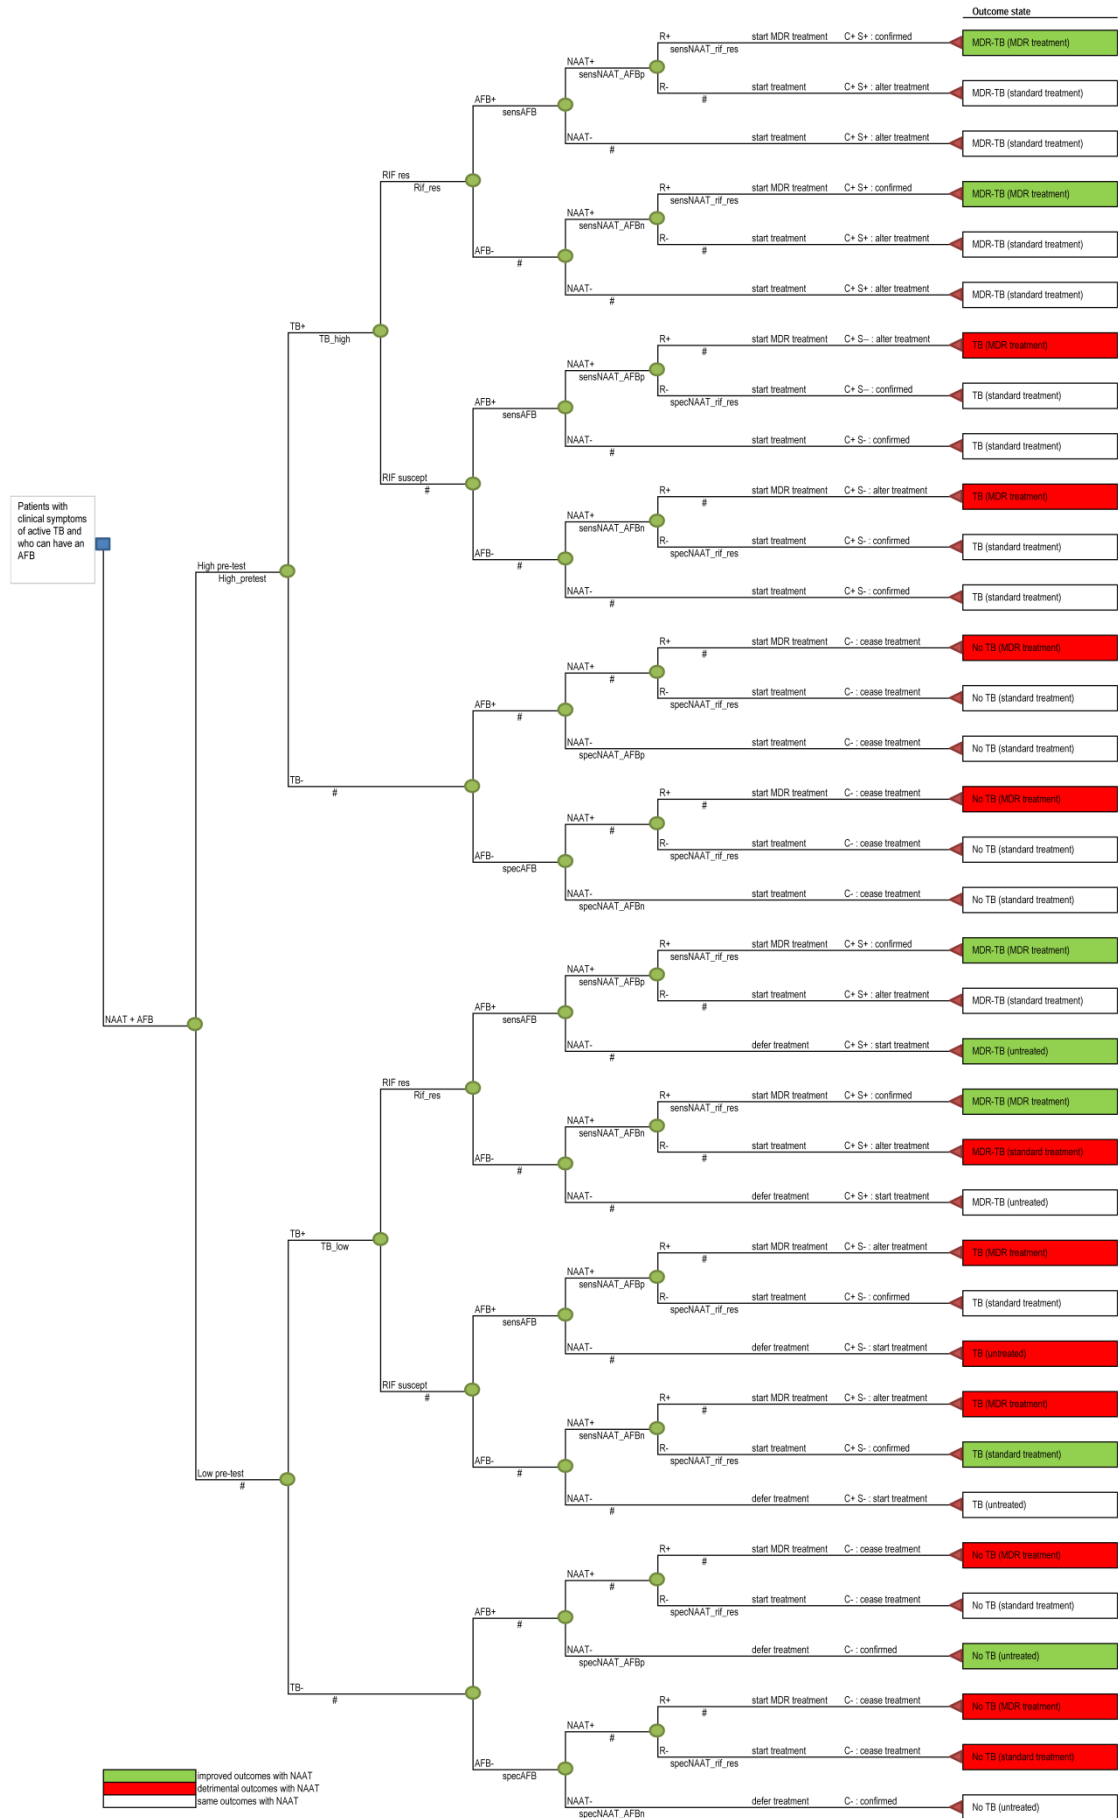 Outcome state
R+ start MDR treatment C+ S+ : confirmed MDR-TB (MDR treatment)
sensNAAT_rif_res
NAAT+
sensNAAT_AFBp
R- start treatment C+ S+ : alter treatment MDR-TB (standard treatment)
#
AFB+
sensAFB
NAAT- start treatment C+ S+ : alter treatment MDR-TB (standard treatment)
#
RIF res
Rif_res
R+ start MDR treatment C+ S+ : confirmed MDR-TB (MDR treatment)
sensNAAT_rif_res
NAAT+
sensNAAT_AFBn
R- start treatment C+ S+ : alter treatment MDR-TB (standard treatment)
#
AFB-
#
NAAT- start treatment C+ S+ : alter treatment MDR-TB (standard treatment)
#
TB+
TB_high
R+ start MDR treatment C+ S-- : alter treatment TB (MDR treatment)
#
NAAT+
sensNAAT_AFBp
R- start treatment C+ S-- : confirmed TB (standard treatment)
specNAAT_rif_res
AFB+
sensAFB
NAAT- start treatment C+ S- : confirmed TB (standard treatment)
#
RIF suscept
#
R+ start MDR treatment C+ S- : alter treatment TB (MDR treatment)
#
NAAT+
sensNAAT_AFBn
R- start treatment C+ S- : confirmed TB (standard treatment)
specNAAT_rif_res
AFB-
#
NAAT- start treatment C+ S- : confirmed TB (standard treatment)
#
Patients with
clinical symptoms
of active TB and
who can have an
AFB
High pre-test
High_pretest
R+ start MDR treatment C- : cease treatment No TB (MDR treatment)
#
NAAT+
#
R- start treatment C- : cease treatment No TB (standard treatment)
specNAAT_rif_res
AFB+
#
NAAT- start treatment C- : cease treatment No TB (standard treatment)
specNAAT_AFBp
TB-
#
R+ start MDR treatment C- : cease treatment No TB (MDR treatment)
#
NAAT+
#
R- start treatment C- : cease treatment No TB (standard treatment)
specNAAT_rif_res
AFB-
specAFB
NAAT- start treatment C- : cease treatment No TB (standard treatment)
specNAAT_AFBn
R+ start MDR treatment C+ S+ : confirmed MDR-TB (MDR treatment)
sensNAAT_rif_res
NAAT+
sensNAAT_AFBp
R- start treatment C+ S+ : alter treatment MDR-TB (standard treatment)
#
AFB+
sensAFB
NAAT + AFB
NAAT- defer treatment C+ S+ : start treatment MDR-TB (untreated)
#
RIF res
Rif_res
R+ start MDR treatment C+ S+ : confirmed MDR-TB (MDR treatment)
sensNAAT_rif_res
NAAT+
sensNAAT_AFBn
R- start treatment C+ S+ : alter treatment MDR-TB (standard treatment)
#
AFB-
#
NAAT- defer treatment C+ S+ : start treatment MDR-TB (untreated)
#
TB+
TB_low
R+ start MDR treatment C+ S- : alter treatment TB (MDR treatment)
#
NAAT+
sensNAAT_AFBp
R- start treatment C+ S- : confirmed TB (standard treatment)
specNAAT_rif_res
AFB+
sensAFB
NAAT- defer treatment C+ S- : start treatment TB (untreated)
#
RIF suscept
#
R+ start MDR treatment C+ S- : alter treatment TB (MDR treatment)
#
NAAT+
sensNAAT_AFBn
R- start treatment C+ S- : confirmed TB (standard treatment)
specNAAT_rif_res
AFB-
#
Low pre-test
#
NAAT- defer treatment C+ S- : start treatment TB (untreated)
#
R+ start MDR treatment C- : cease treatment No TB (MDR treatment)
#
NAAT+
#
R- start treatment C- : cease treatment No TB (standard treatment)
specNAAT_rif_res
AFB+
#
NAAT- defer treatment C- : confirmed No TB (untreated)
specNAAT_AFBp
TB-
#
R+ start MDR treatment C- : cease treatment No TB (MDR treatment)
#
NAAT+
#
R- start treatment C- : cease treatment No TB (standard treatment)
specNAAT_rif_res
AFB-
specAFB
NAAT- defer treatment C- : confirmed No TB (untreated)
specNAAT_AFBn
improved outcomes with NAAT
detrimental outcomes with NAAT
same outcomes with NAAT